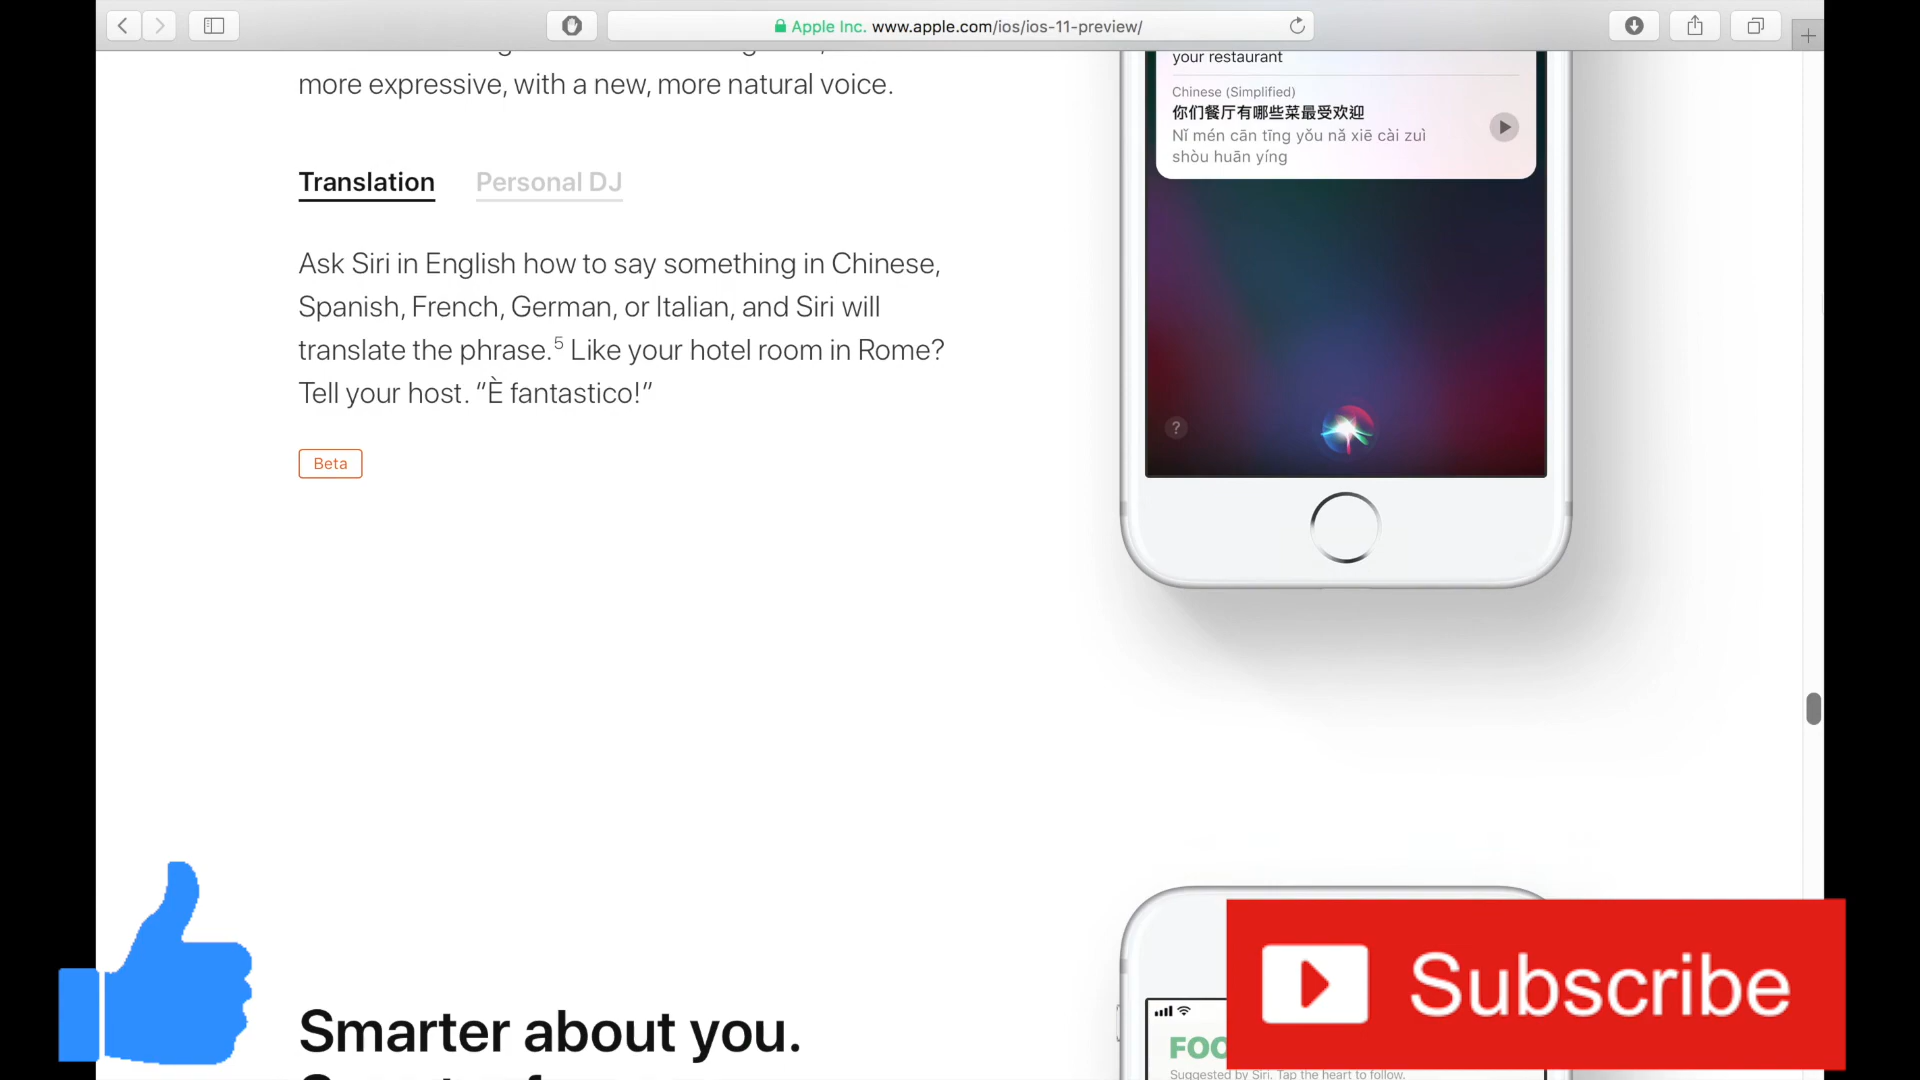 Apple Inc. www.apple.com/ios/ios-11-preview/
more expressive, with a new, more natural voice.
Translation
Personal DJ
Ask Siri in English how to say something in Chinese,
Spanish, French, German, or Italian, and Siri will
translate the phrase.5 Like your hotel room in Rome?
Tell your host. “È fantastico!”
Beta
your restaurant
Chinese (Simplified)
你们餐厅有哪些菜最受欢迎
Nǐ mén cān tīng yǒu nǎ xiē cài zuì
shòu huān yíng
?
Smarter about you.
FOO
Suggested by Siri. Tap the heart to follow.
Subscribe